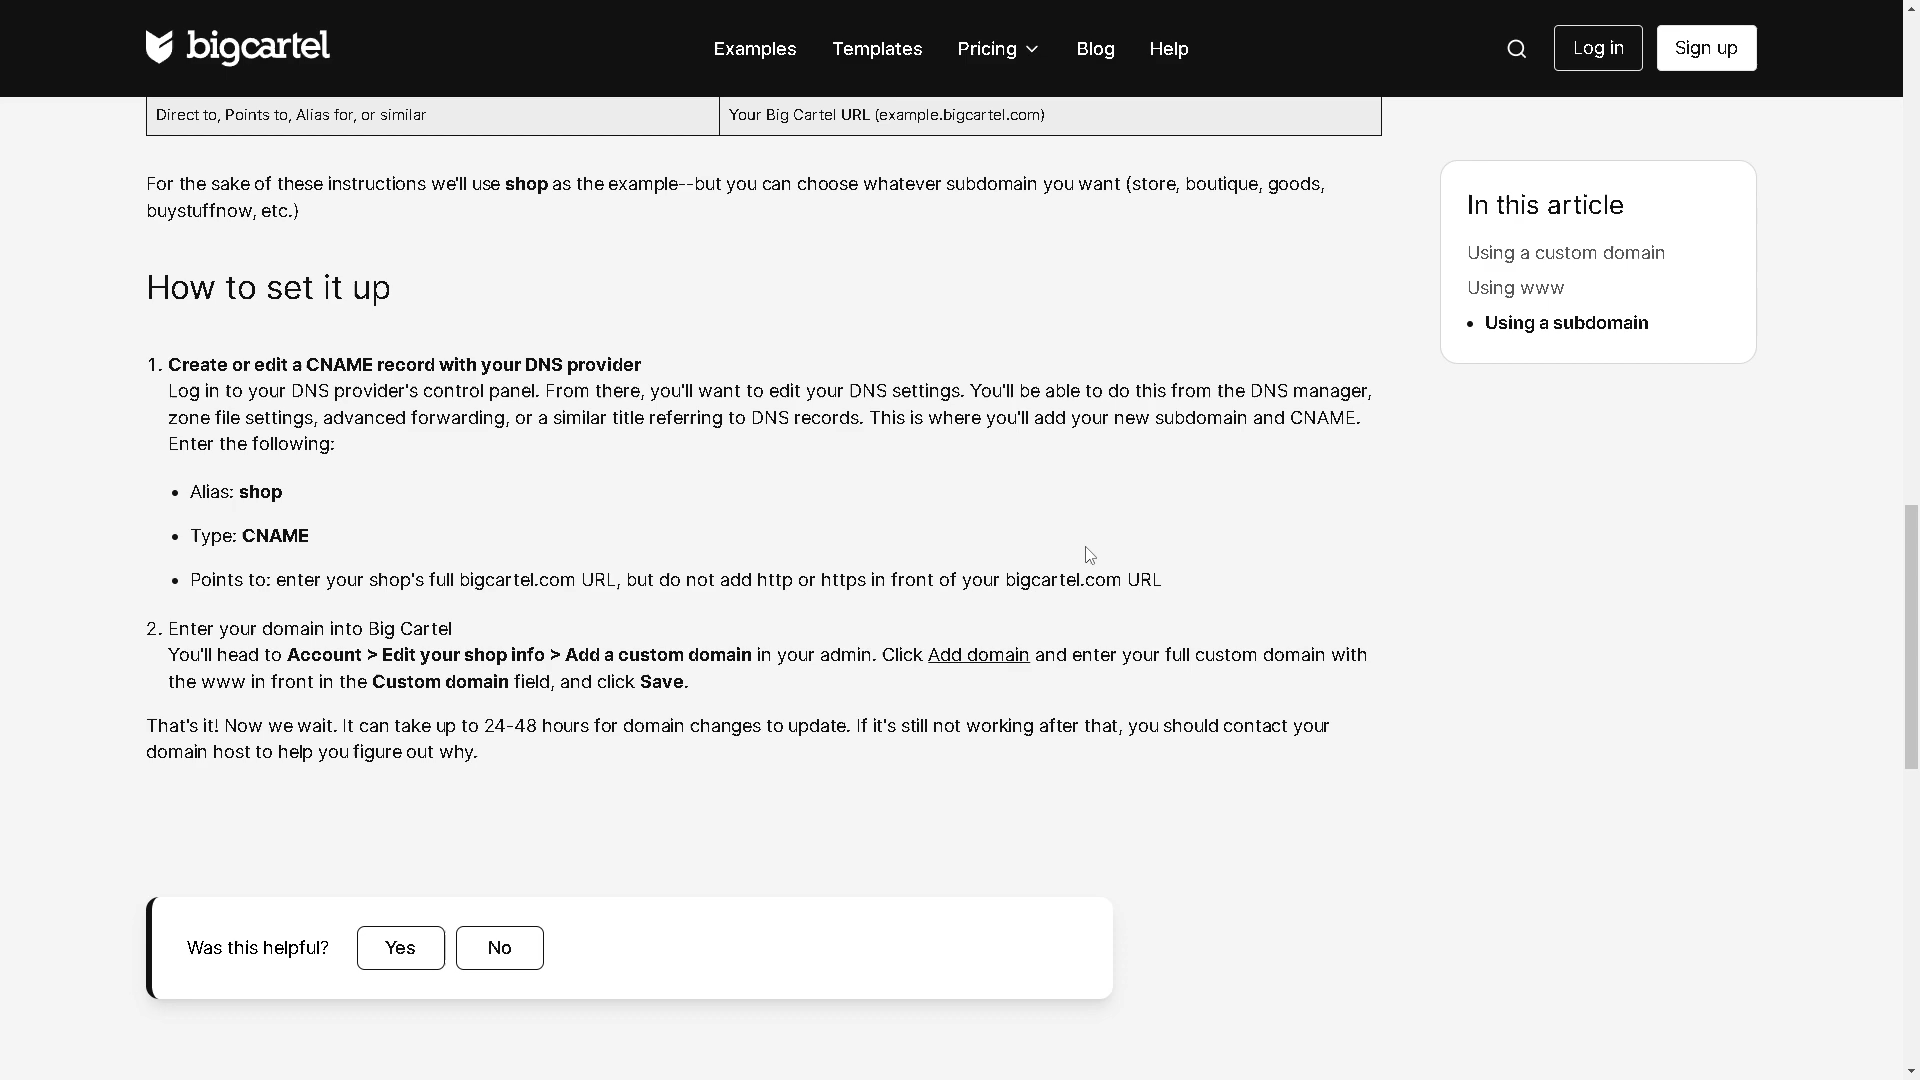 bigcartel
Examples
Templates
Pricing
Blog
Help
Log in
Sign up
Direct to, Points to, Alias for, or similar
Your Big Cartel URL (example.bigcartel.com)
For the sake of these instructions we'll use shop as the example--but you can choose whatever subdomain you want (store, boutique, goods,
buystuffnow, etc.)
How to set it up
1. Create or edit a CNAME record with your DNS provider
Log in to your DNS provider's control panel. From there, you'll want to edit your DNS settings. You'll be able to do this from the DNS manager,
zone file settings, advanced forwarding, or a similar title referring to DNS records. This is where you'll add your new subdomain and CNAME.
Enter the following:
• Alias: shop
• Type: CNAME
• Points to: enter your shop's full bigcartel.com URL, but do not add http or https in front of your bigcartel.com URL
2. Enter your domain into Big Cartel
You'll head to Account > Edit your shop info > Add a custom domain in your admin. Click Add domain and enter your full custom domain with
the www in front in the Custom domain field, and click Save.
That's it! Now we wait. It can take up to 24-48 hours for domain changes to update. If it's still not working after that, you should contact your
domain host to help you figure out why.
Was this helpful?
Yes
No
In this article
Using a custom domain
Using www
• Using a subdomain